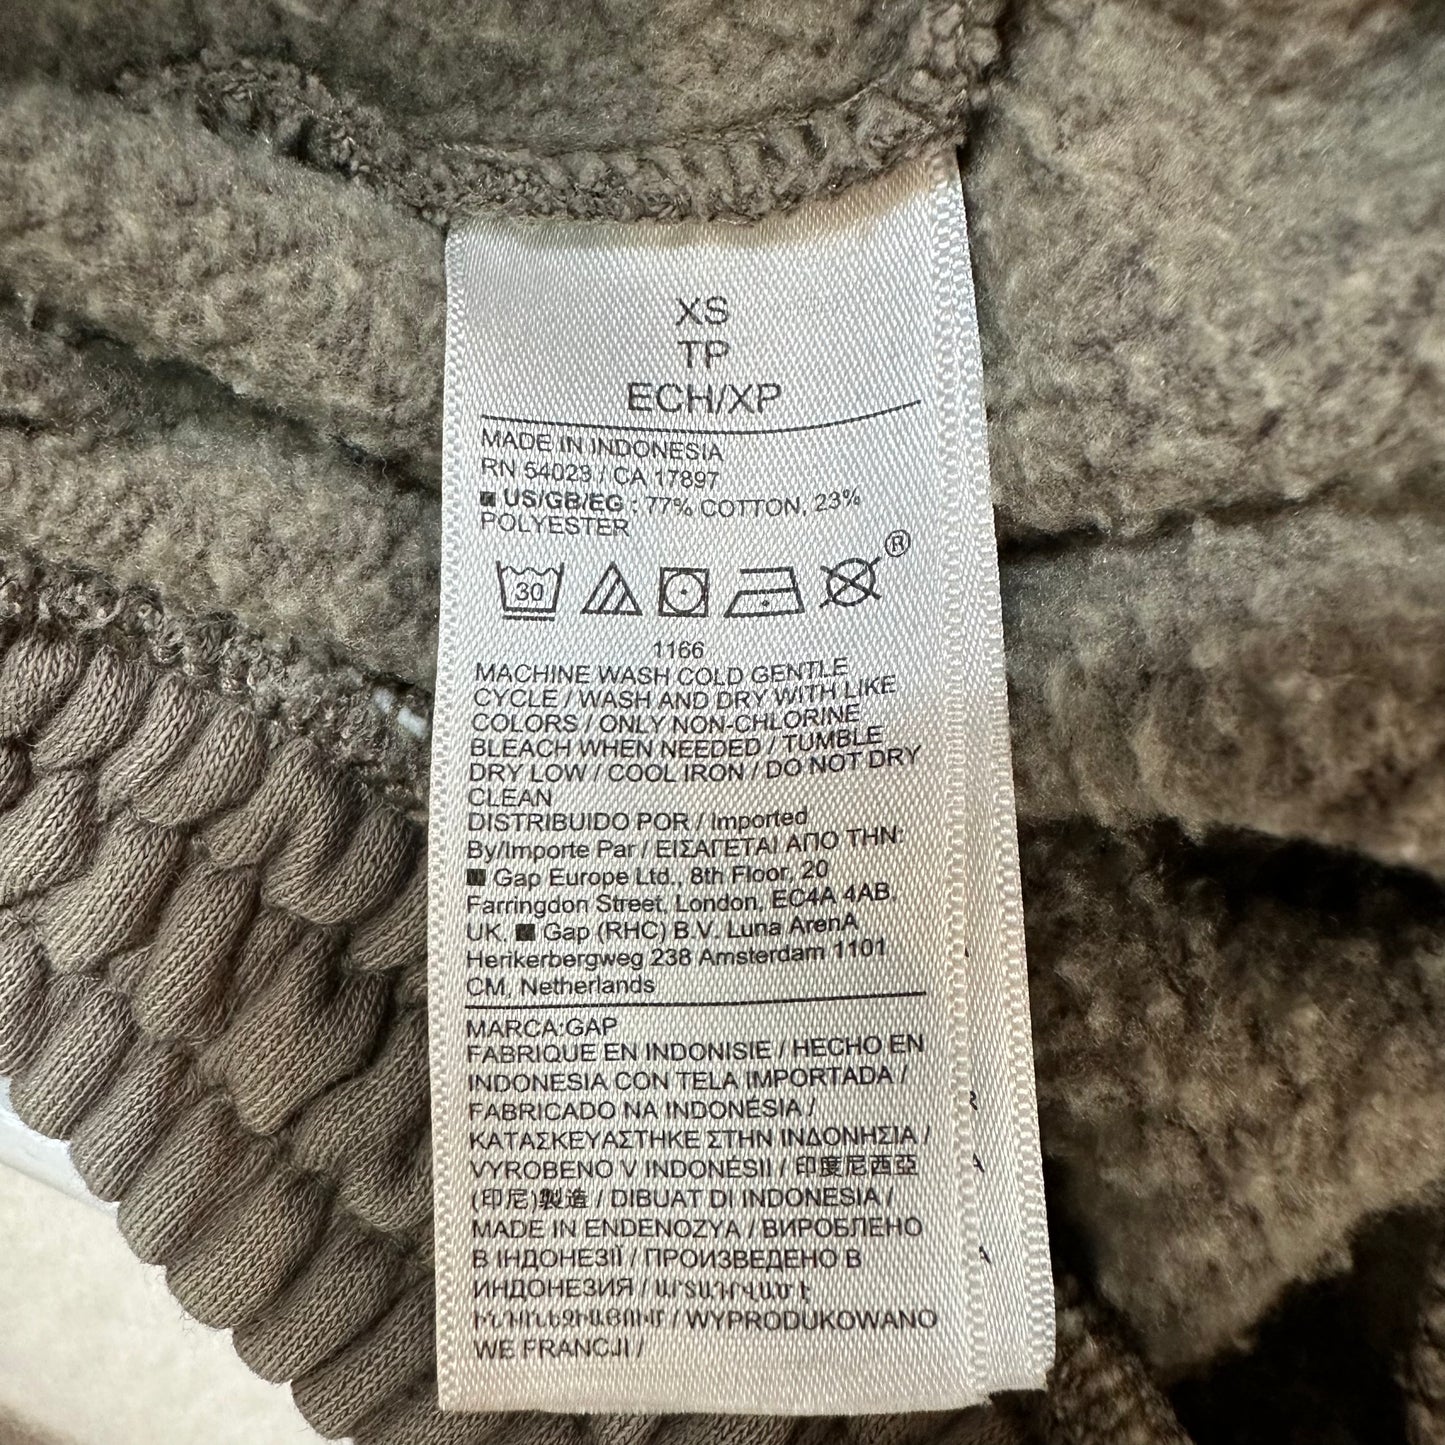 XS
TP
ECH/XP
MADE IN INDONESIA
RN 54023 / CA 17897
US/GB/EG : 77% COTTON, 23%
POLYESTER
®
30
1166
MACHINE WASH COLD GENTLE
CYCLE / WASH AND DRY WITH LIKE
COLORS / ONLY NON-CHLORINE
BLEACH WHEN NEEDED / TUMBLE
DRY LOW / COOL IRON / DO NOT DRY
CLEAN
DISTRIBUIDO POR / Imported
By/Importe Par / ΕΙΣΑΓΕΤΑΙ ΑΠΟ ΤΗΝ:
Gap Europe Ltd., 8th Floor, 20
Farringdon Street, London, EC4A 4AB,
UK, Gap (RHC) B.V. Luna ArenA
Herikerbergweg 238 Amsterdam 1101
CM, Netherlands
MARCA:GAP
FABRIQUE EN INDONISIE / HECHO EN
INDONESIA CON TELA IMPORTADA /
FABRICADO NA INDONÉSIA /
ΚΑΤΑΣΚΕΥΑΣΤΗΚΕ ΣΤΗΝ ΙΝΔΟΝΗΣΙΑ /
VYROBENO V INDONÉSII / 印度尼西亞
(印尼)製造 / DIBUAT DI INDONESIA /
MADE IN ENDENOZYA / ВИРОБЛЕНО
В ІНДОНЕЗІЇ / ПРОИЗВЕДЕНО В
ИНДОНЕЗИЯ / ԱՐՏԱԴՐՎԱԾ Է
ԻՆԴՈՆԵԶԻԱՅՈՒՄ / WYPRODUKOWANO
WE FRANCJI /